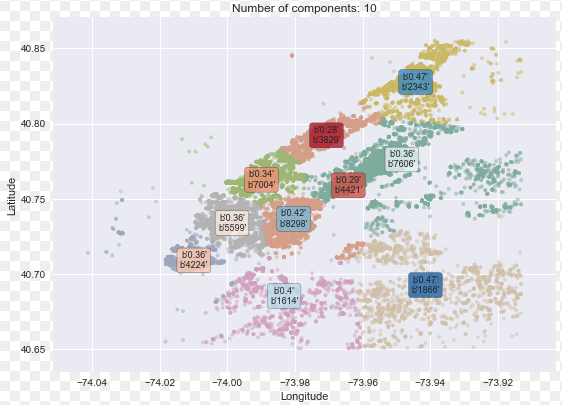 Number of components: 10
40.85
40.80
40.75
40.70
40.65
Latitude
b'0.47'
b'2343'
b'0.28'
b'3829'
b'0.36'
b'7606'
b'0.34'
b'7004'
b'0.29'
b'4421'
b'0.36'
b'5599'
b'0.42'
b'8298'
b'0.36'
b'4224'
b'0.4'
b'1614'
b'0.47'
b'1866'
−74.04 −74.02 −74.00 −73.98 −73.96 −73.94 −73.92
Longitude